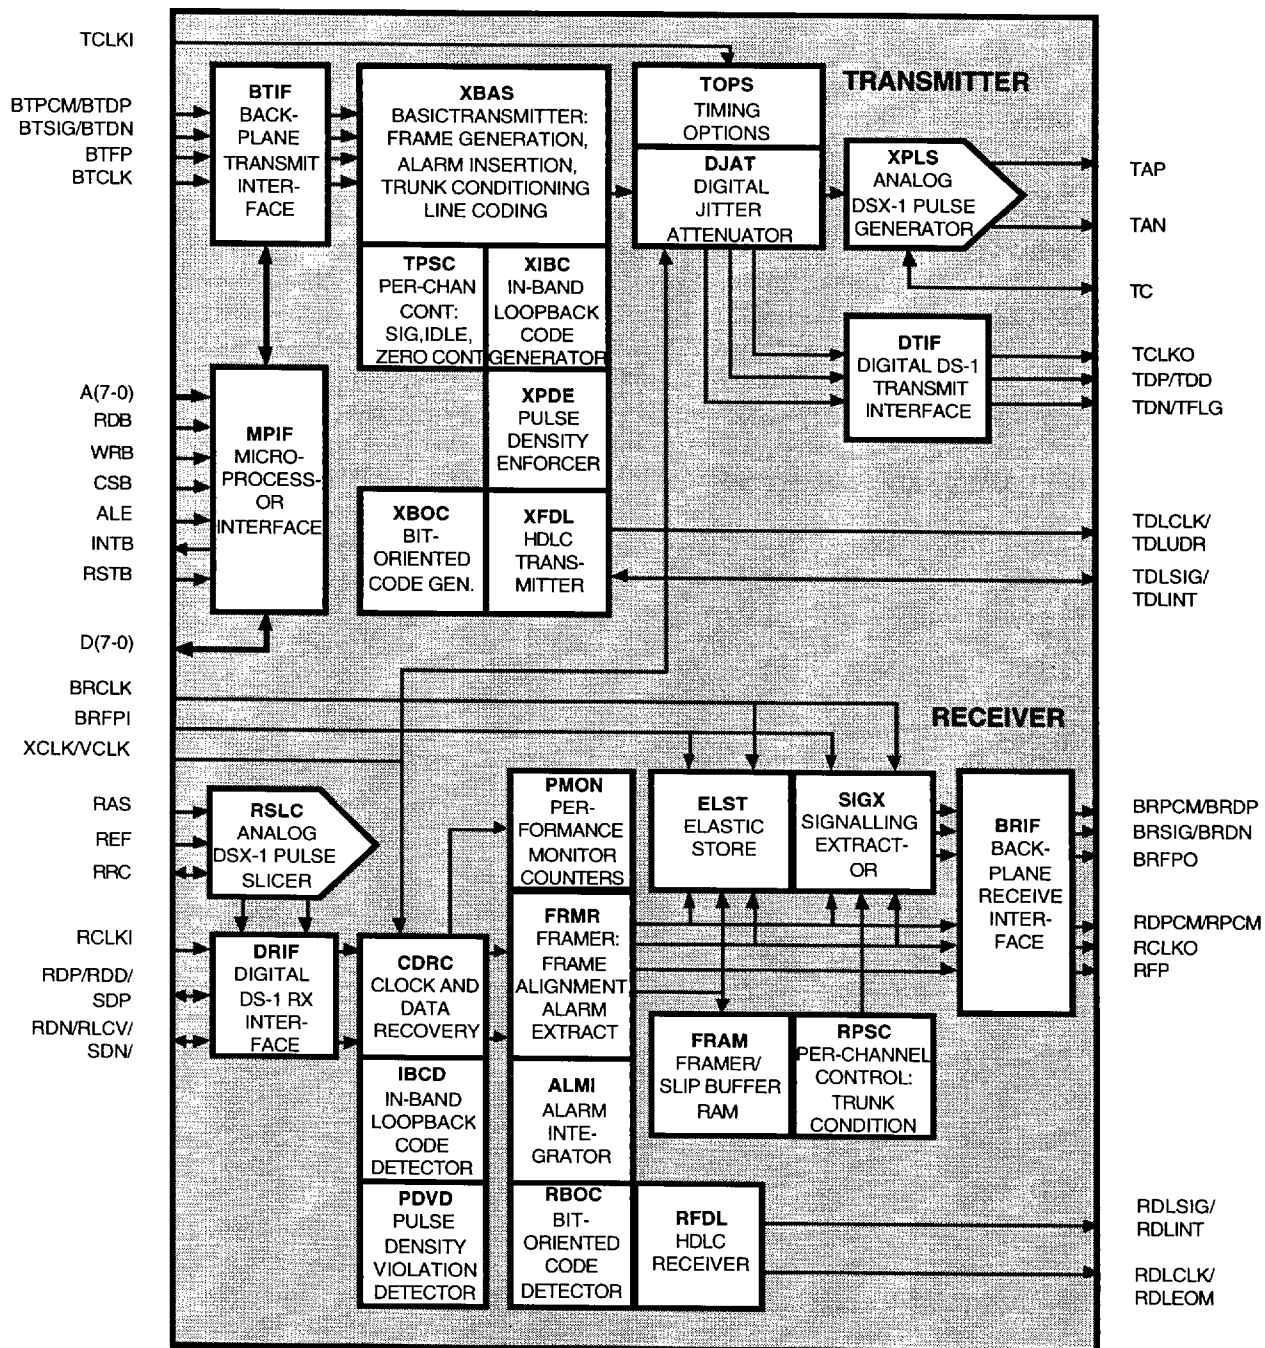 TCLKI
BTPCM/BTDP
BTSIG/BTDN
BTFP
BTCLK
BTIF
BACK-
PLANE
TRANSMIT
INTER-
FACE
XBAS
BASICTRANSMITTER:
FRAME GENERATION,
ALARM INSERTION,
TRUNK CONDITIONING
LINE CODING
TOPS
TIMING
OPTIONS
DJAT
DIGITAL
JITTER
ATTENUATOR
TRANSMITTER
XPLS
ANALOG
DSX-1 PULSE
GENERATOR
TAP
TAN
TC
TPSC
PER-CHAN
CONT:
SIG,IDLE,
ZERO CONT
XIBC
IN-BAND
LOOPBACK
CODE
GENERATOR
DTIF
DIGITAL DS-1
TRANSMIT
INTERFACE
TCLKO
TDP/TDD
TDN/TFLG
A(7-0)
RDB
WRB
CSB
ALE
INTB
RSTB
D(7-0)
MPIF
MICRO-
PROCESS-
OR
INTERFACE
XPDE
PULSE
DENSITY
ENFORCER
XBOC
BIT-
ORIENTED
CODE GEN.
XFDL
HDLC
TRANS-
MITTER
TDLCLK/
TDLUDR
TDLSIG/
TDLINT
BRCLK
BRFPI
XCLK/VCLK
RECEIVER
RAS
REF
RRC
RSLC
ANALOG
DSX-1 PULSE
SLICER
PMON
PER-
FORMANCE
MONITOR
COUNTERS
ELST
ELASTIC
STORE
SIGX
SIGNALLING
EXTRACT-
OR
BRIF
BACK-
PLANE
RECEIVE
INTER-
FACE
BRPCM/BRDP
BRSIG/BRDN
BRFPO
RDPCM/RPCM
RCLKO
RFP
RCLKI
RDP/RDD/
SDP
RDN/RLCV/
SDN/
DRIF
DIGITAL
DS-1 RX
INTER-
FACE
CDRC
CLOCK AND
DATA
RECOVERY
FRMR
FRAMER:
FRAME
ALIGNMENT
ALARM
EXTRACT
FRAM
FRAMER/
SLIP BUFFER
RAM
RPSC
PER-CHANNEL
CONTROL:
TRUNK
CONDITION
IBCD
IN-BAND
LOOPBACK
CODE
DETECTOR
ALMI
ALARM
INTE-
GRATOR
PDVD
PULSE
DENSITY
VIOLATION
DETECTOR
RBOC
BIT-
ORIENTED
CODE
DETECTOR
RFDL
HDLC
RECEIVER
RDLSIG/
RDLINT
RDLCLK/
RDLEOM